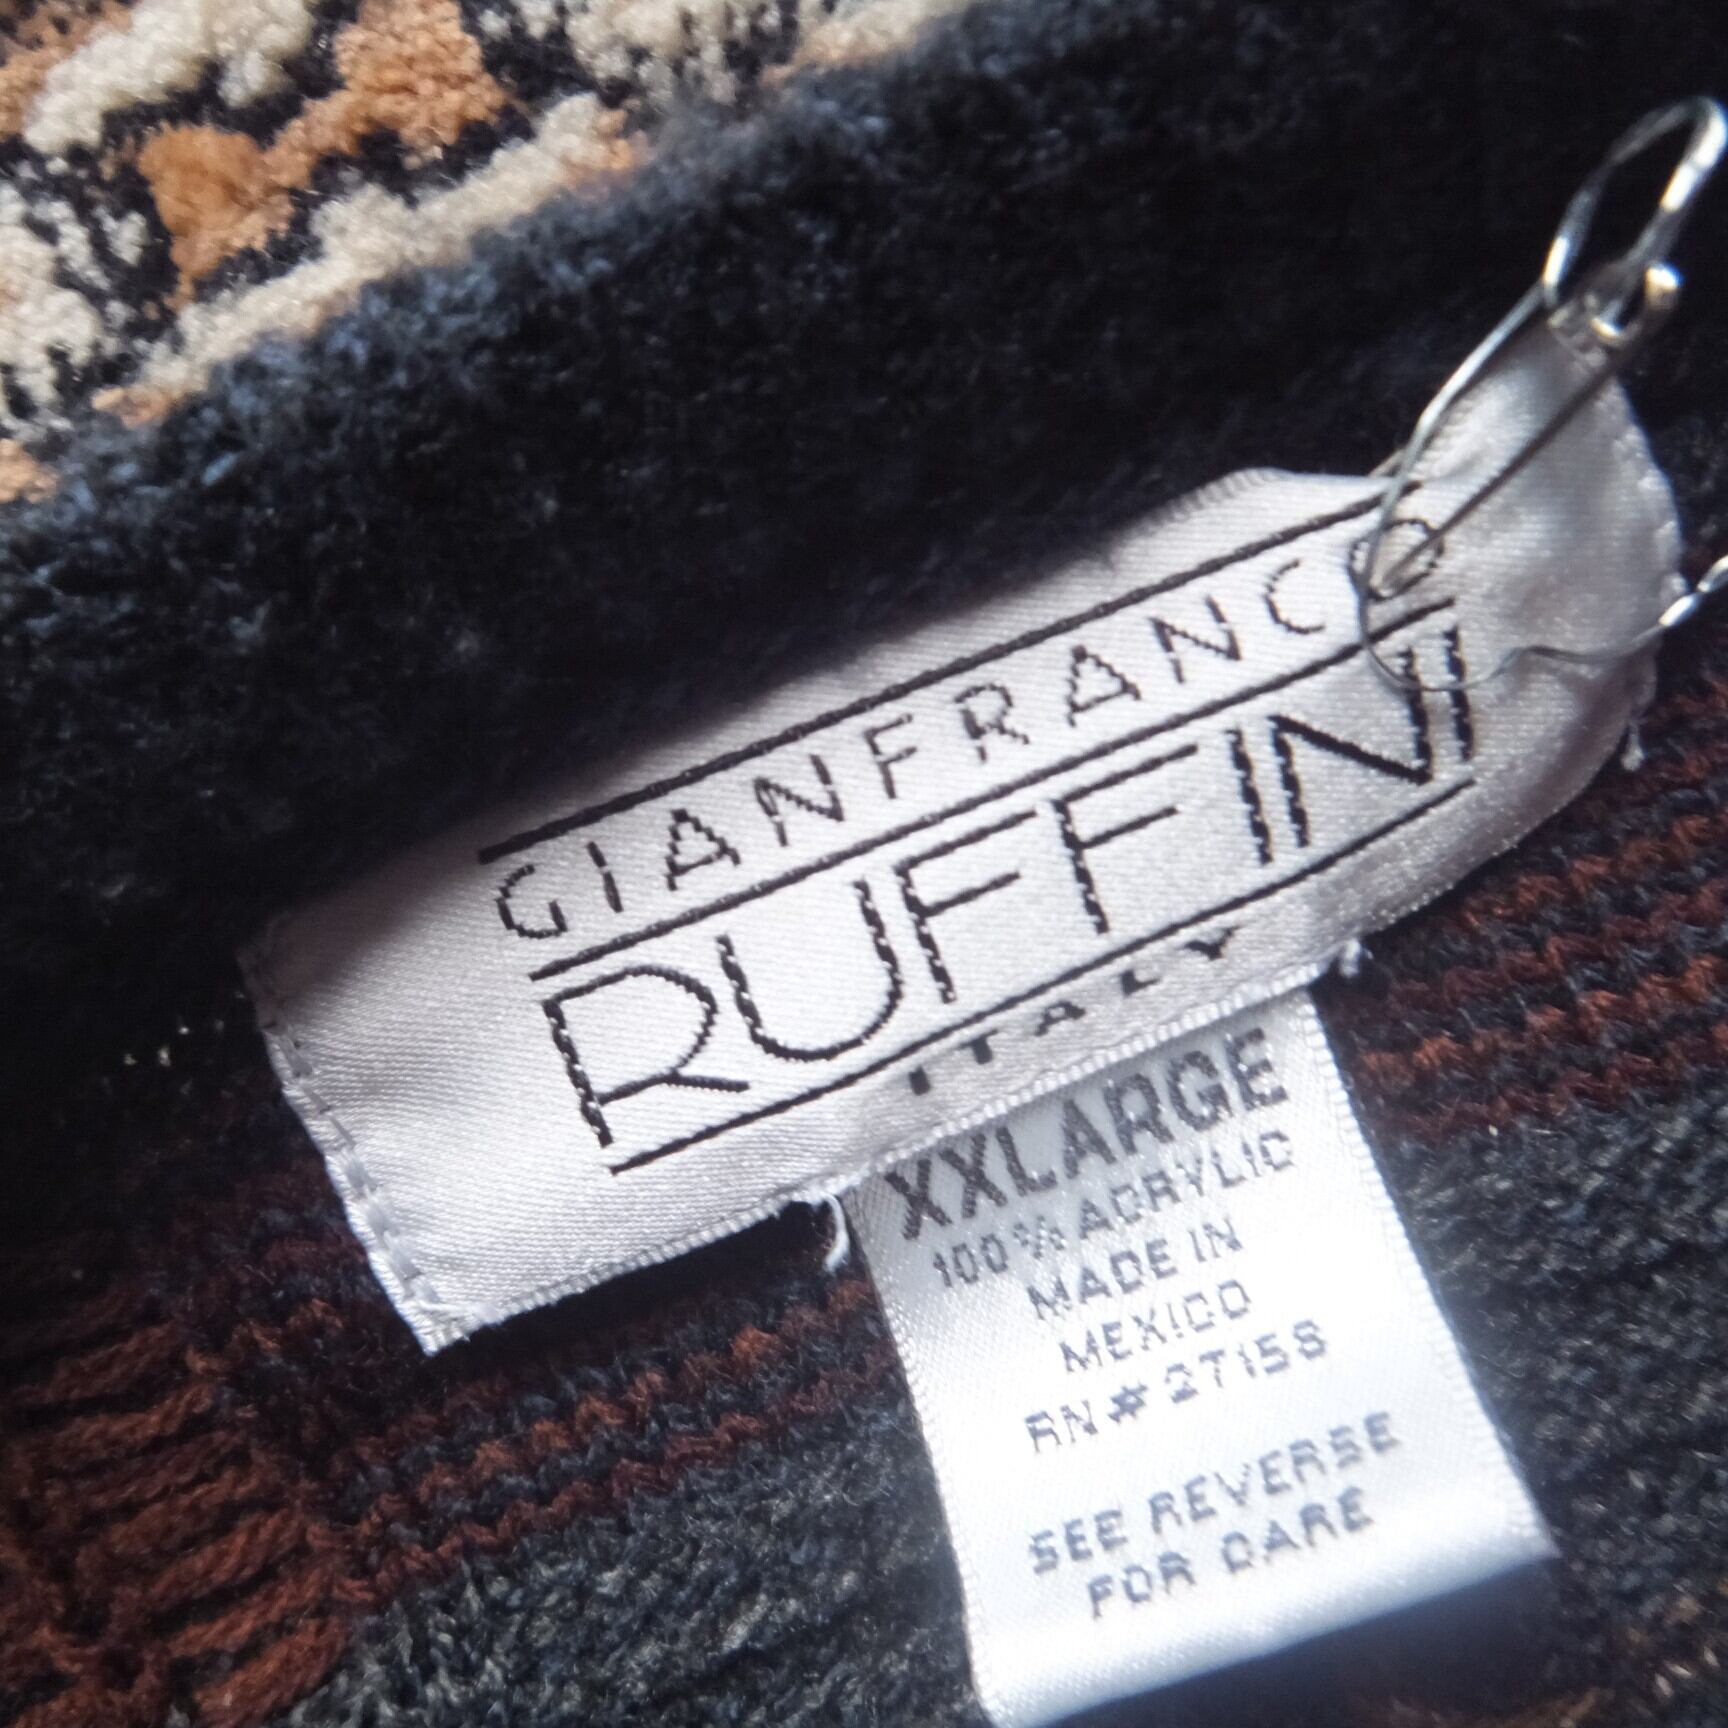 GIANFRANCO
RUFFINI
ITALY
XXLARGE
100% ACRYLIC
MADE IN
MEXICO
RN# 27158
SEE REVERSE
FOR CARE